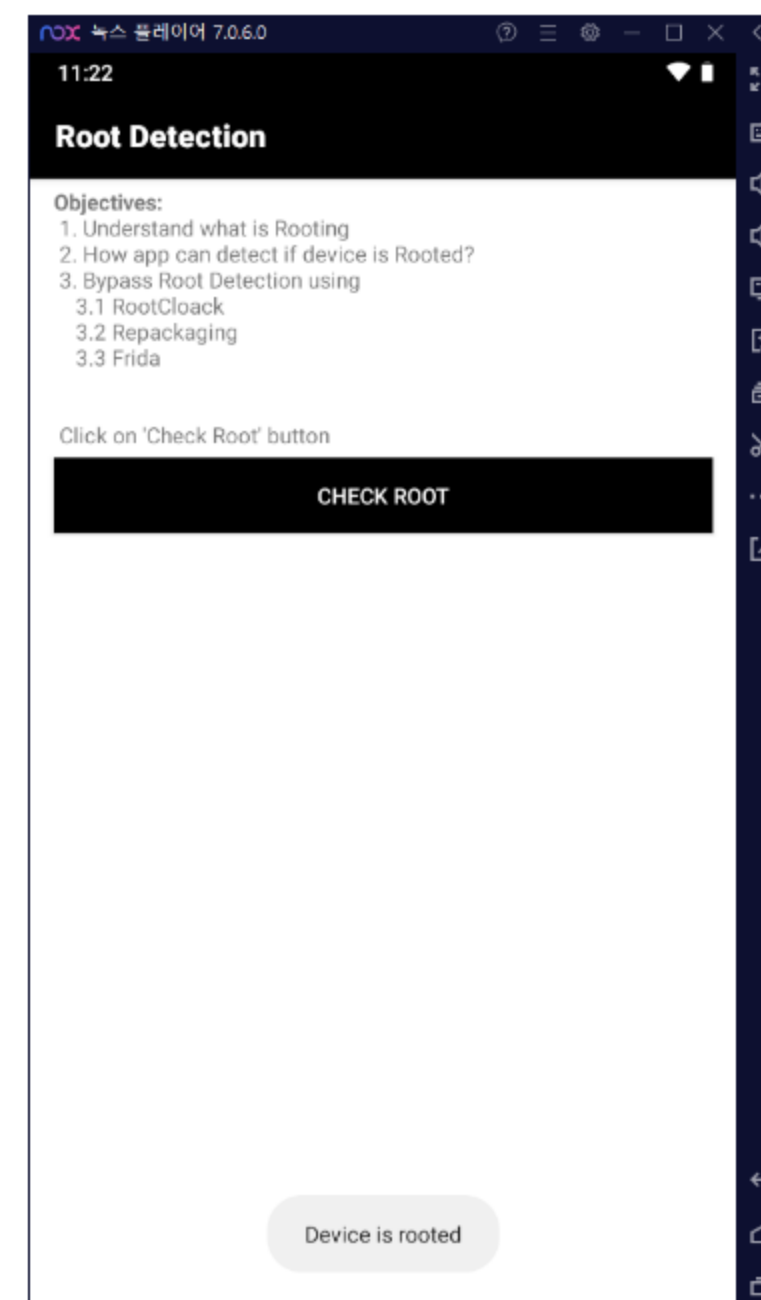 nox 녹스 플레이어 7.0.6.0
11:22
Root Detection
Objectives:
1. Understand what is Rooting
2. How app can detect if device is Rooted?
3. Bypass Root Detection using
3.1 RootCloack
3.2 Repackaging
3.3 Frida
Click on 'Check Root' button
CHECK ROOT
Device is rooted